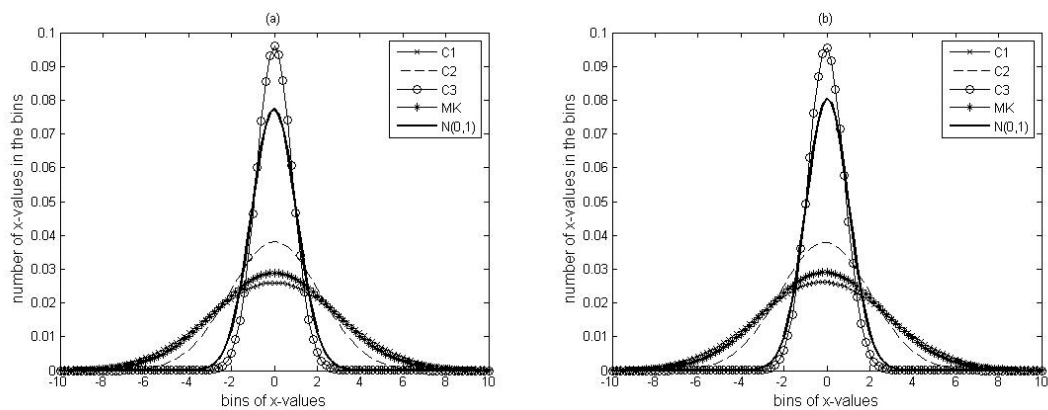 (a)
0.1
0.09
0.08
0.07
0.06
0.05
0.04
0.03
0.02
0.01
0
-10 -8 -6 -4 -2 0 2 4 6 8 10
number of x-values in the bins
bins of x-values
C1
C2
C3
MK
N(0,1)
(b)
0.1
0.09
0.08
0.07
0.06
0.05
0.04
0.03
0.02
0.01
0
-10 -8 -6 -4 -2 0 2 4 6 8 10
number of x-values in the bins
bins of x-values
C1
C2
C3
MK
N(0,1)